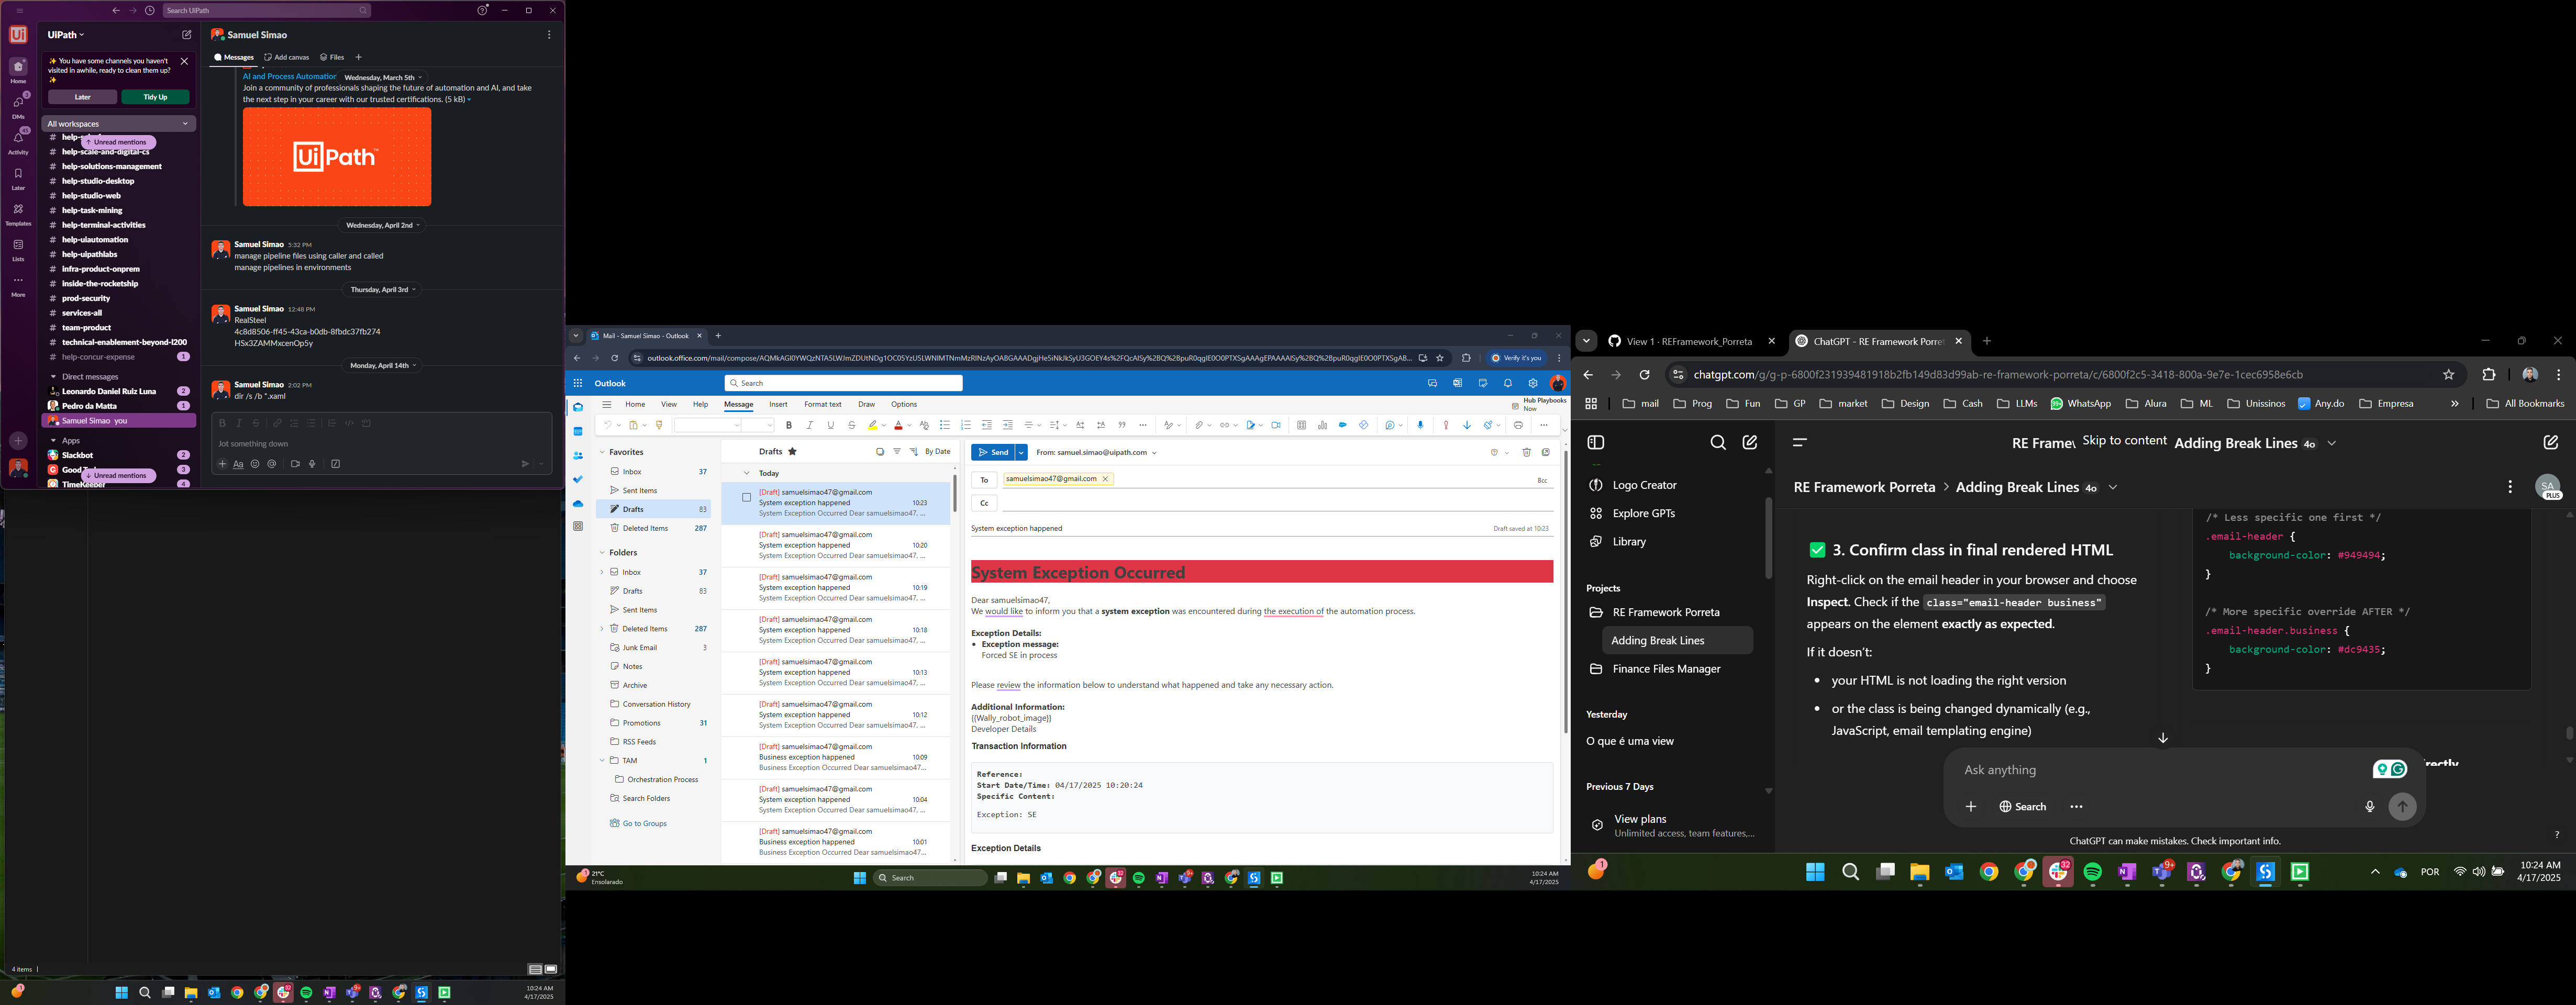 Search UiPath
UiPath
You have some channels you haven't
visited in awhile, ready to clean them up?
Later
Tidy Up
Home
DMs
Activity
Later
Templates
Lists
More
All workspaces
Unread mentions
# help-scale-and-digital-cs
# help-solutions-management
# help-studio-desktop
# help-studio-web
# help-task-mining
# help-terminal-activities
# help-uiautomation
# help-uipathlabs
# infra-product-onprem
# inside-the-rocketship
# prod-security
# services-all
# team-product
# technical-enablement-beyond-l200
# help-concur-expense 1
Direct messages
Leonardo Daniel Ruiz Luna 2
Pedro da Matta 1
Samuel Simao you
Apps
Slackbot 2
Unread mentions
TimeKeeper 4
Samuel Simao
Messages Add canvas Files
AI and Process Automation
Wednesday, March 5th
Join a community of professionals shaping the future of automation and AI, and take
the next step in your career with our trusted certifications. (5 kB)
UiPath
Wednesday, April 2nd
Samuel Simao 5:32 PM
manage pipeline files using caller and called
manage pipelines in environments
Thursday, April 3rd
Samuel Simao 12:48 PM
RealSteel
4c8d8506-ff45-43ca-b0db-8fbdc37fb274
HSx3ZAMMxcenOp5y
Monday, April 14th
Samuel Simao 2:02 PM
dir /s /b *.xaml
Jot something down
4 items
10:24 AM
4/17/2025
Mail - Samuel Simao - Outlook
Verify it's you
Outlook
Search
Home View Help Message Insert Format text Draw Options
Hub Playbooks
Now
Favorites
Inbox 37
Sent Items
Drafts 83
Deleted Items 287
Folders
Inbox 37
Drafts 83
Sent Items
Deleted Items 287
Junk Email 3
Notes
Archive
Conversation History
Promotions 31
RSS Feeds
TAM 1
Orchestration Process
Search Folders
Go to Groups
Drafts
By Date
Today
[Draft] samuelsimao47@gmail.com
System exception happened 10:23
System Exception Occurred Dear samuelsimao47, ...
[Draft] samuelsimao47@gmail.com
System exception happened 10:20
System Exception Occurred Dear samuelsimao47, ...
[Draft] samuelsimao47@gmail.com
System exception happened 10:19
System Exception Occurred Dear samuelsimao47, ...
[Draft] samuelsimao47@gmail.com
System exception happened 10:18
System Exception Occurred Dear samuelsimao47, ...
[Draft] samuelsimao47@gmail.com
System exception happened 10:13
System Exception Occurred Dear samuelsimao47, ...
[Draft] samuelsimao47@gmail.com
System exception happened 10:12
System Exception Occurred Dear samuelsimao47, ...
[Draft] samuelsimao47@gmail.com
Business exception happened 10:09
Business Exception Occurred Dear samuelsimao47...
[Draft] samuelsimao47@gmail.com
System exception happened 10:04
System Exception Occurred Dear samuelsimao47, ...
[Draft] samuelsimao47@gmail.com
Business exception happened 10:01
Business Exception Occurred Dear samuelsimao47...
Send
From: samuel.simao@uipath.com
To samuelsimao47@gmail.com
Bcc
Cc
System exception happened
Draft saved at 10:23
System Exception Occurred
Dear samuelsimao47,
We would like to inform you that a system exception was encountered during the execution of the automation process.
Exception Details:
• Exception message:
Forced SE in process
Please review the information below to understand what happened and take any necessary action.
Additional Information:
{{Wally_robot_image}}
Developer Details
Transaction Information
Reference:
Start Date/Time: 04/17/2025 10:20:24
Specific Content:
Exception: SE
Exception Details
21°C
Ensolarado
Search
10:24 AM
4/17/2025
View 1 · REFramework_Porreta
ChatGPT - RE Framework Porret
chatgpt.com/g/g-p-6800f231939481918b2fb149d83d99ab-re-framework-porreta/c/6800f2c5-3418-800a-9e7e-1cec6958e6cb
mail Prog Fun GP market Design Cash LLMs WhatsApp Alura ML Unissinos Any.do Empresa » All Bookmarks
RE Framew
Skip to content
Adding Break Lines 4o
Logo Creator
Explore GPTs
Library
Projects
RE Framework Porreta
Adding Break Lines
Finance Files Manager
Yesterday
O que é uma view
Previous 7 Days
View plans
Unlimited access, team features,...
RE Framework Porreta > Adding Break Lines 4o
SA
PLUS
3. Confirm class in final rendered HTML
Right-click on the email header in your browser and choose
Inspect. Check if the class="email-header business"
appears on the element exactly as expected.
If it doesn't:
• your HTML is not loading the right version
• or the class is being changed dynamically (e.g.,
JavaScript, email templating engine)
/* Less specific one first */
.email-header {
background-color: #949494;
}
/* More specific override AFTER */
.email-header.business {
background-color: #dc9435;
}
Ask anything
Search
ChatGPT can make mistakes. Check important info.
?
POR
10:24 AM
4/17/2025